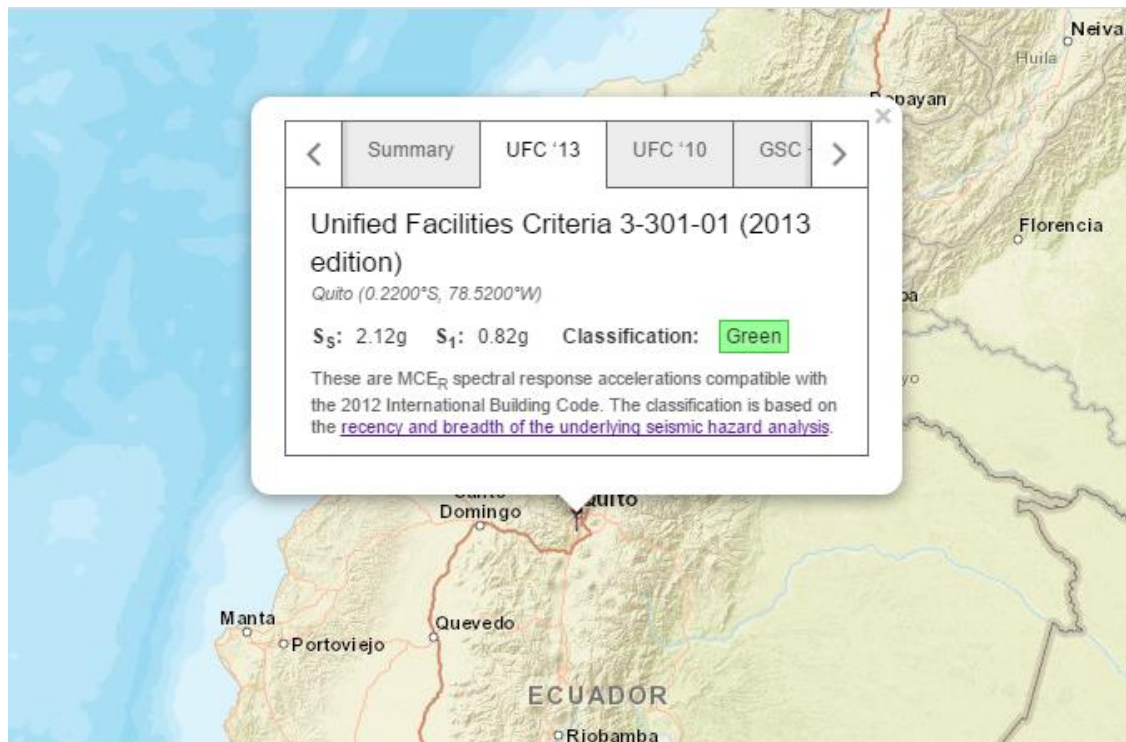 Neiva
Huila
Popayan
×
< Summary UFC ‘13 UFC ‘10 GSC >
Florencia
Unified Facilities Criteria 3-301-01 (2013
edition)
Quito (0.2200°S, 78.5200°W)
SS: 2.12g S1: 0.82g Classification: Green
These are MCER spectral response accelerations compatible with
the 2012 International Building Code. The classification is based on
the recency and breadth of the underlying seismic hazard analysis.
Quito
Domingo
Manta
Quevedo
Portoviejo
ECUADOR
Riobamba